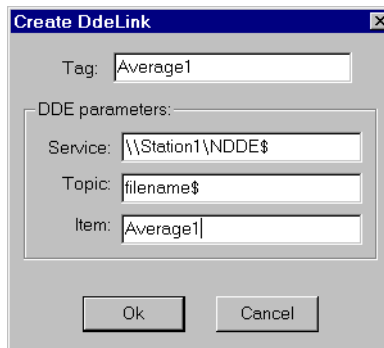 Create DdeLink
Tag: Average1
DDE parameters:
Service: \\Station1\NDDE$
Topic: filename$
Item: Average1
Ok Cancel